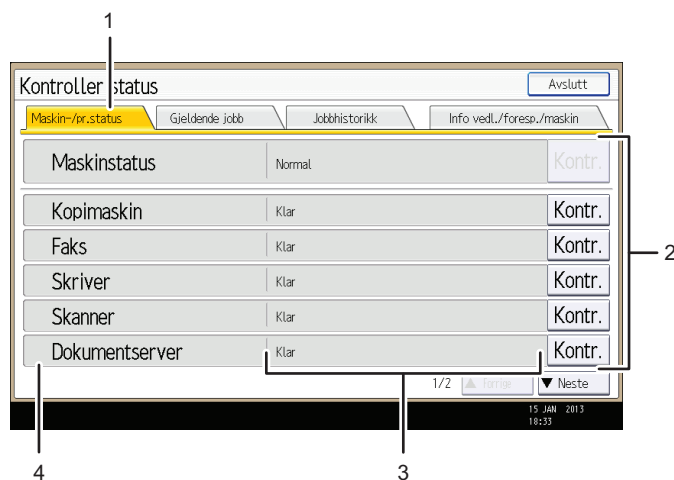 1
Kontroller status
Avslutt
Maskin-/pr.status
Gjeldende jobb
Jobbhistorikk
Info vedl./foresp./maskin
Maskinstatus
Normal
Kontr.
Kopimaskin
Klar
Kontr.
Faks
Klar
Kontr.
2
Skriver
Klar
Kontr.
Skanner
Klar
Kontr.
Dokumentserver
Klar
Kontr.
1/2
▲ Forrige
▼ Neste
15 JAN 2013
18:33
4
3